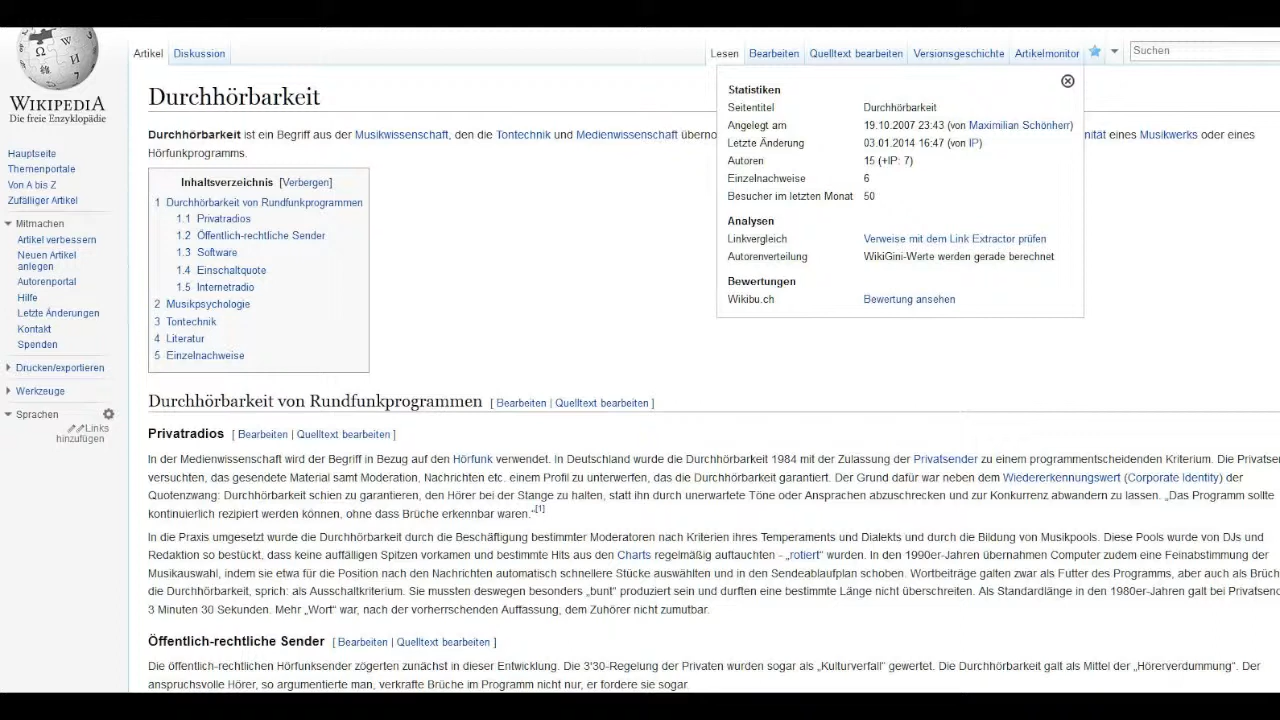 Artikel Diskussion Lesen Bearbeiten Quelltext bearbeiten Versionsgeschichte Artikelmonitor Suchen
WIKIPEDIA
Die freie Enzyklopädie
Hauptseite
Themenportale
Von A bis Z
Zufälliger Artikel
Mitmachen
Artikel verbessern
Neuen Artikel
anlegen
Autorenportal
Hilfe
Letzte Änderungen
Kontakt
Spenden
Drucken/exportieren
Werkzeuge
Sprachen
Links
hinzufügen
Durchhörbarkeit
Durchhörbarkeit ist ein Begriff aus der Musikwissenschaft, den die Tontechnik und Medienwissenschaft eines Musikwerks oder eines
Hörfunkprogramms.
Statistiken
Seitentitel Durchhörbarkeit
Angelegt am 19.10.2007 23:43 (von Maximilian Schönherr)
Letzte Änderung 03.01.2014 16:47 (von IP)
Autoren 15 (+IP: 7)
Einzelnachweise 6
Besucher im letzten Monat 50
Analysen
Linkvergleich Verweise mit dem Link Extractor prüfen
Autorenverteilung WikiGini-Werte werden gerade berechnet
Bewertungen
Wikibu.ch Bewertung ansehen
Inhaltsverzeichnis [Verbergen]
1 Durchhörbarkeit von Rundfunkprogrammen
1.1 Privatradios
1.2 Öffentlich-rechtliche Sender
1.3 Software
1.4 Einschaltquote
1.5 Internetradio
2 Musikpsychologie
3 Tontechnik
4 Literatur
5 Einzelnachweise
Durchhörbarkeit von Rundfunkprogrammen [ Bearbeiten | Quelltext bearbeiten ]
Privatradios [ Bearbeiten | Quelltext bearbeiten ]
In der Medienwissenschaft wird der Begriff in Bezug auf den Hörfunk verwendet. In Deutschland wurde die Durchhörbarkeit 1984 mit der Zulassung der Privatsender zu einem programmentscheidenden Kriterium. Die
versuchten, das gesendete Material samt Moderation, Nachrichten etc. einem Profil zu unterwerfen, das die Durchhörbarkeit garantiert. Der Grund dafür war neben dem Wiedererkennungswert (Corporate Identity) der
Quotenzwang: Durchhörbarkeit schien zu garantieren, den Hörer bei der Stange zu halten, statt ihn durch unerwartete Töne oder Ansprachen abzuschrecken und zur Konkurrenz abwandern zu lassen. „Das Programm sollte
kontinuierlich rezipiert werden können, ohne dass Brüche erkennbar waren.“[1]
In die Praxis umgesetzt wurde die Durchhörbarkeit durch die Beschäftigung bestimmter Moderatoren nach Kriterien ihres Temperaments und Dialekts und durch die Bildung von Musikpools. Diese Pools wurde von DJs und
Redaktion so bestückt, dass keine auffälligen Spitzen vorkamen und bestimmte Hits aus den Charts regelmäßig auftauchten - „rotiert“ wurden. In den 1990er-Jahren übernahmen Computer zudem eine Feinabstimmung der
Musikauswahl, indem sie etwa für die Position nach den Nachrichten automatisch schnellere Stücke auswählten und in den Sendeablaufplan schoben. Wortbeiträge galten zwar als Futter des Programms, aber auch als
die Durchhörbarkeit, sprich: als Ausschaltkriterium. Sie mussten deswegen besonders „bunt“ produziert sein und durften eine bestimmte Länge nicht überschreiten. Als Standardlänge in den 1980er-Jahren galt bei
3 Minuten 30 Sekunden. Mehr „Wort“ war, nach der vorherrschenden Auffassung, dem Zuhörer nicht zumutbar.
Öffentlich-rechtliche Sender [ Bearbeiten | Quelltext bearbeiten ]
Die öffentlich-rechtlichen Hörfunksender zögerten zunächst in dieser Entwicklung. Die 3'30-Regelung der Privaten wurden sogar als „Kulturverfall“ gewertet. Die Durchhörbarkeit galt als Mittel der „Hörerverdummung“. Der
anspruchsvolle Hörer, so argumentierte man, verkrafte Brüche im Programm nicht nur, er fordere sie sogar.